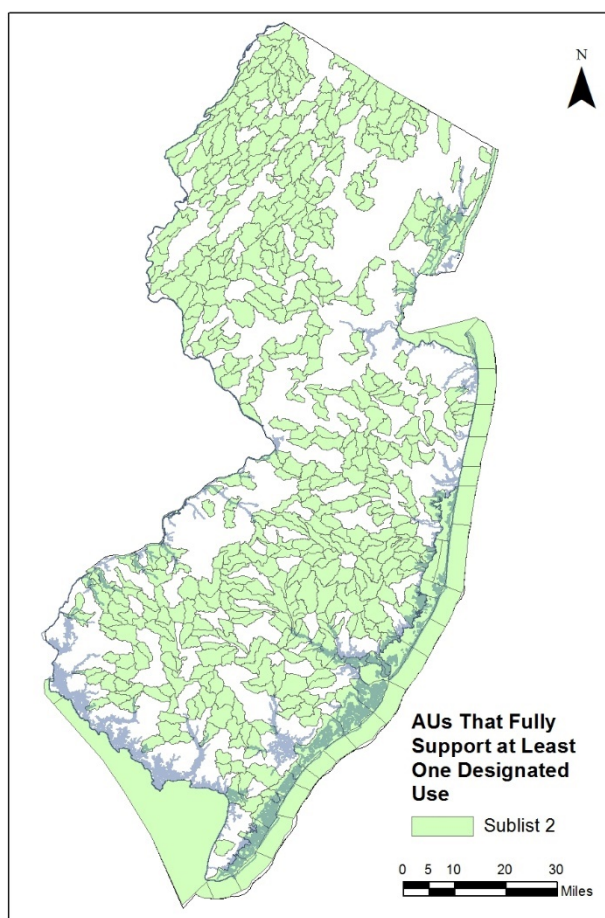 N
AUs That Fully
Support at Least
One Designated
Use
Sublist 2
0 5 10 20 30
Miles